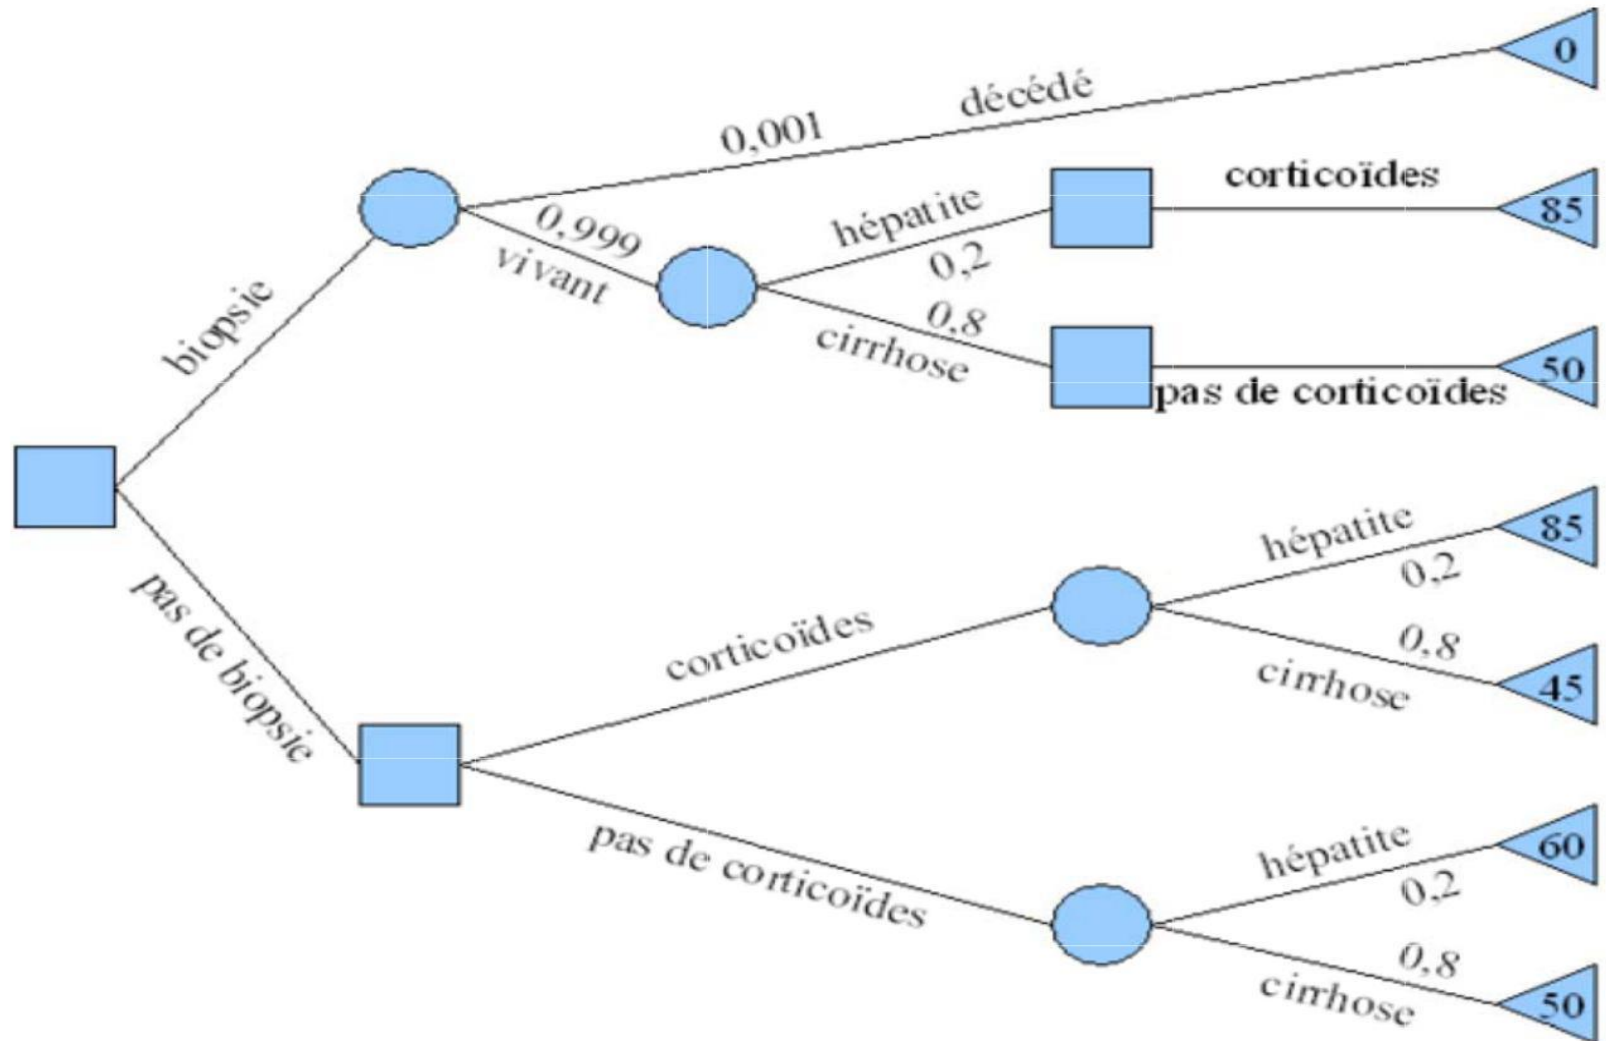 0
décédé
0,001
corticoïdes
85
hépatite
0,2
0,999
vivant
0,8
cirrhose
50
pas de corticoïdes
biopsie
pas de biopsie
hépatite
85
0,2
corticoïdes
0,8
cirrhose
45
pas de corticoïdes
hépatite
60
0,2
0,8
cirrhose
50